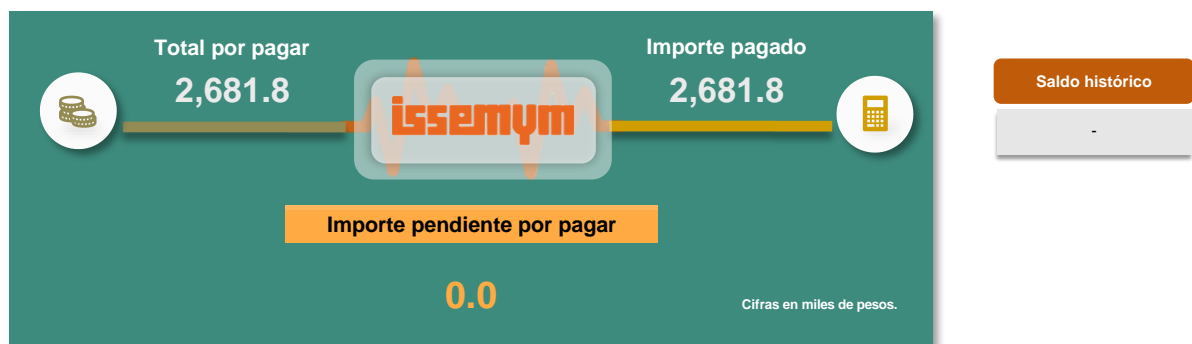 Total por pagar
2,681.8
issemym
Importe pagado
2,681.8
Importe pendiente por pagar
0.0
Cifras en miles de pesos.
Saldo histórico
-